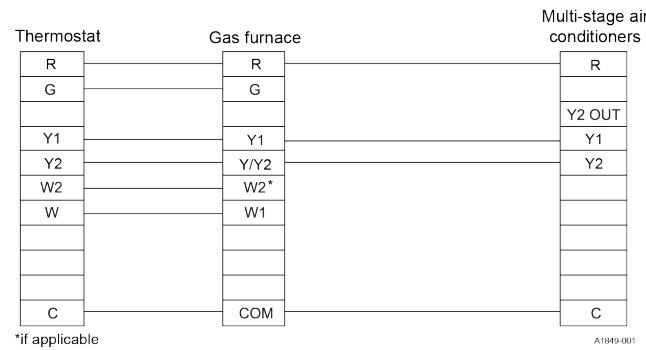 Thermostat
Gas furnace
Multi-stage air
conditioners
R R R
G G
Y2 OUT
Y1 Y1 Y1
Y2 Y/Y2 Y2
W2 W2*
W W1
C COM C
*if applicable
A1849-001